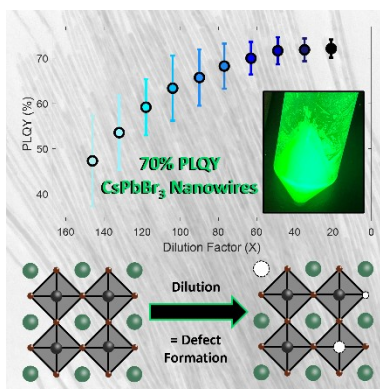 PLQY (%)
70
60
50
40
70% PLQY
CsPbBr₃ Nanowires
160 140 120 100 80 60 40 20 0
Dilution Factor (X)
Dilution
= Defect
Formation